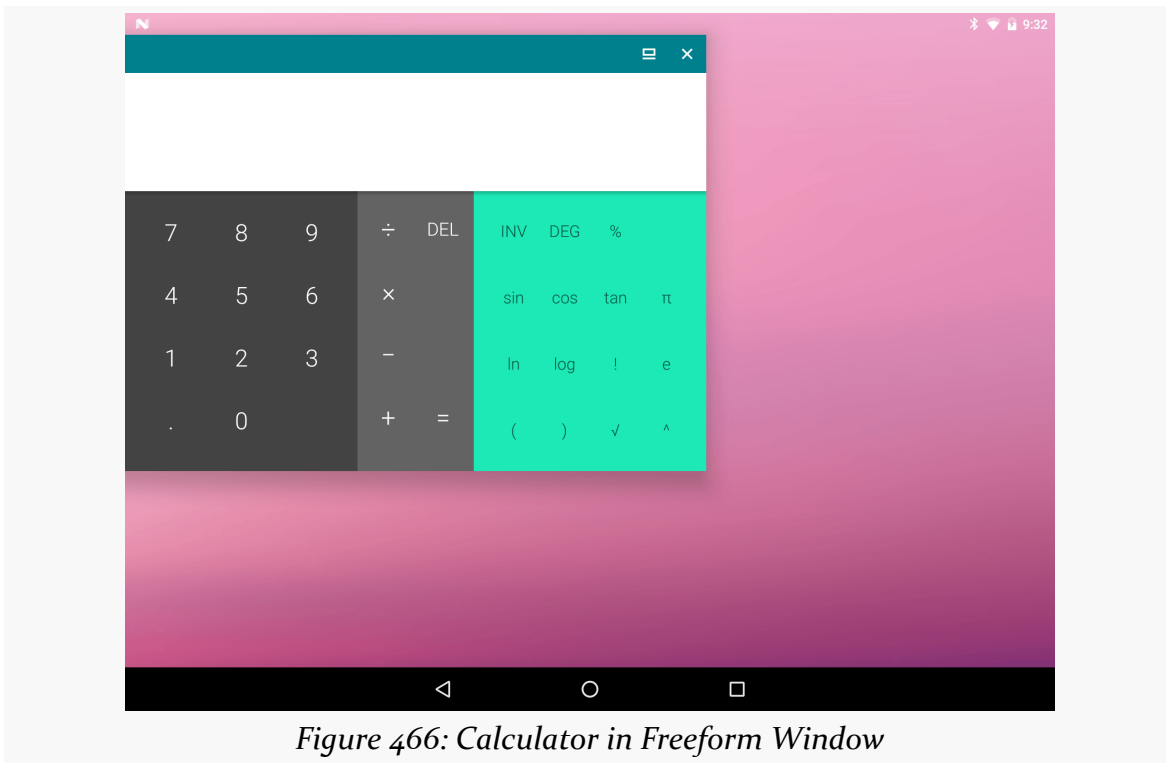 9:32
7 8 9 ÷ DEL INV DEG %
4 5 6 × sin cos tan π
1 2 3 − ln log ! e
. 0 + = ( ) √ ^
Figure 466: Calculator in Freeform Window